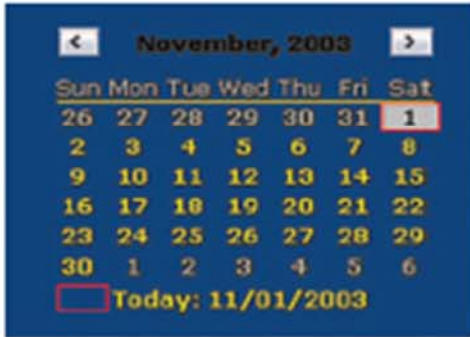 < November, 2003 >
Sun Mon Tue Wed Thu Fri Sat
26 27 28 29 30 31 1
2 3 4 5 6 7 8
9 10 11 12 13 14 15
16 17 18 19 20 21 22
23 24 25 26 27 28 29
30 1 2 3 4 5 6
Today: 11/01/2003